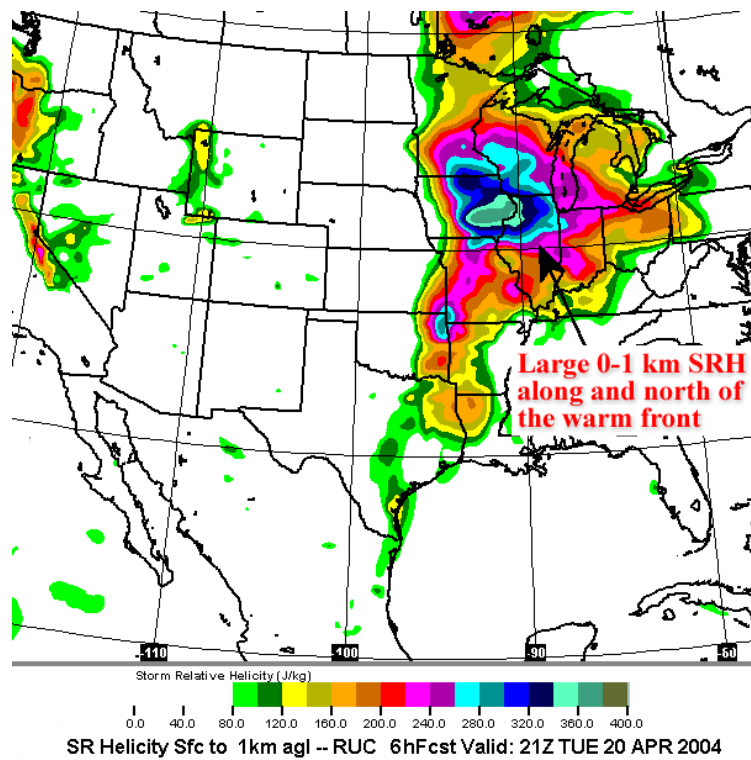 Large 0-1 km SRH
along and north of
the warm front
-110
-100
-90
-80
Storm Relative Helicity (J/kg)
0.0 40.0 80.0 120.0 160.0 200.0 240.0 280.0 320.0 360.0 400.0
SR Helicity Sfc to 1km agl -- RUC 6hFcst Valid: 21Z TUE 20 APR 2004